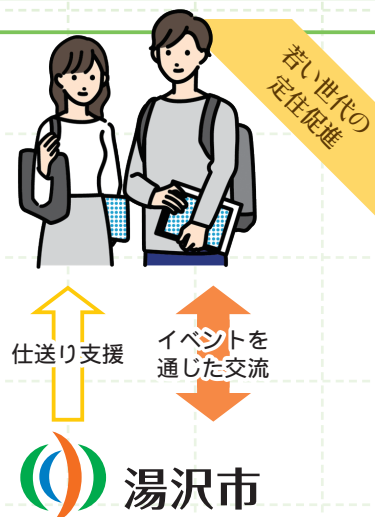 若い世代の
定住促進
仕送り支援
イベントを
通じた交流
湯沢市